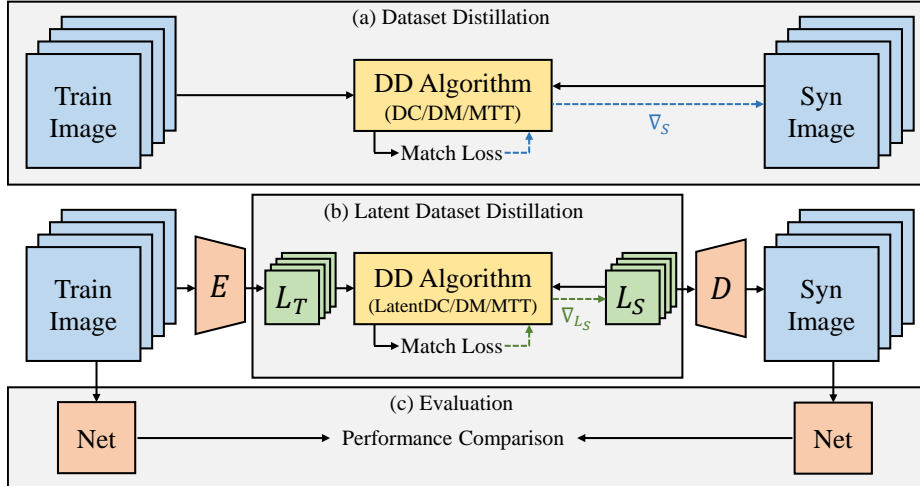 (a) Dataset Distillation
Train
Image
DD Algorithm
(DC/DM/MTT)
Match Loss
∇S
Syn
Image
(b) Latent Dataset Distillation
Train
Image
E
LT
DD Algorithm
(LatentDC/DM/MTT)
Match Loss
∇LS
LS
D
Syn
Image
(c) Evaluation
Net
Performance Comparison
Net